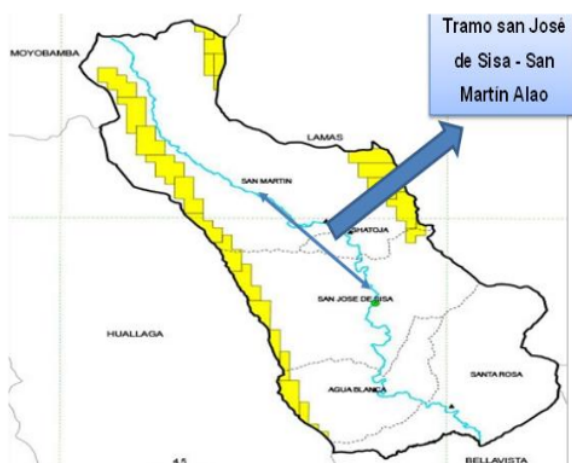 Tramo san José
de Sisa - San
Martín Alao
MOYOBAMBA
LAMAS
SAN MARTIN
SHATOJA
SAN JOSE DE SISA
HUALLAGA
AGUA BLANCA
SANTA ROSA
BELLAVISTA